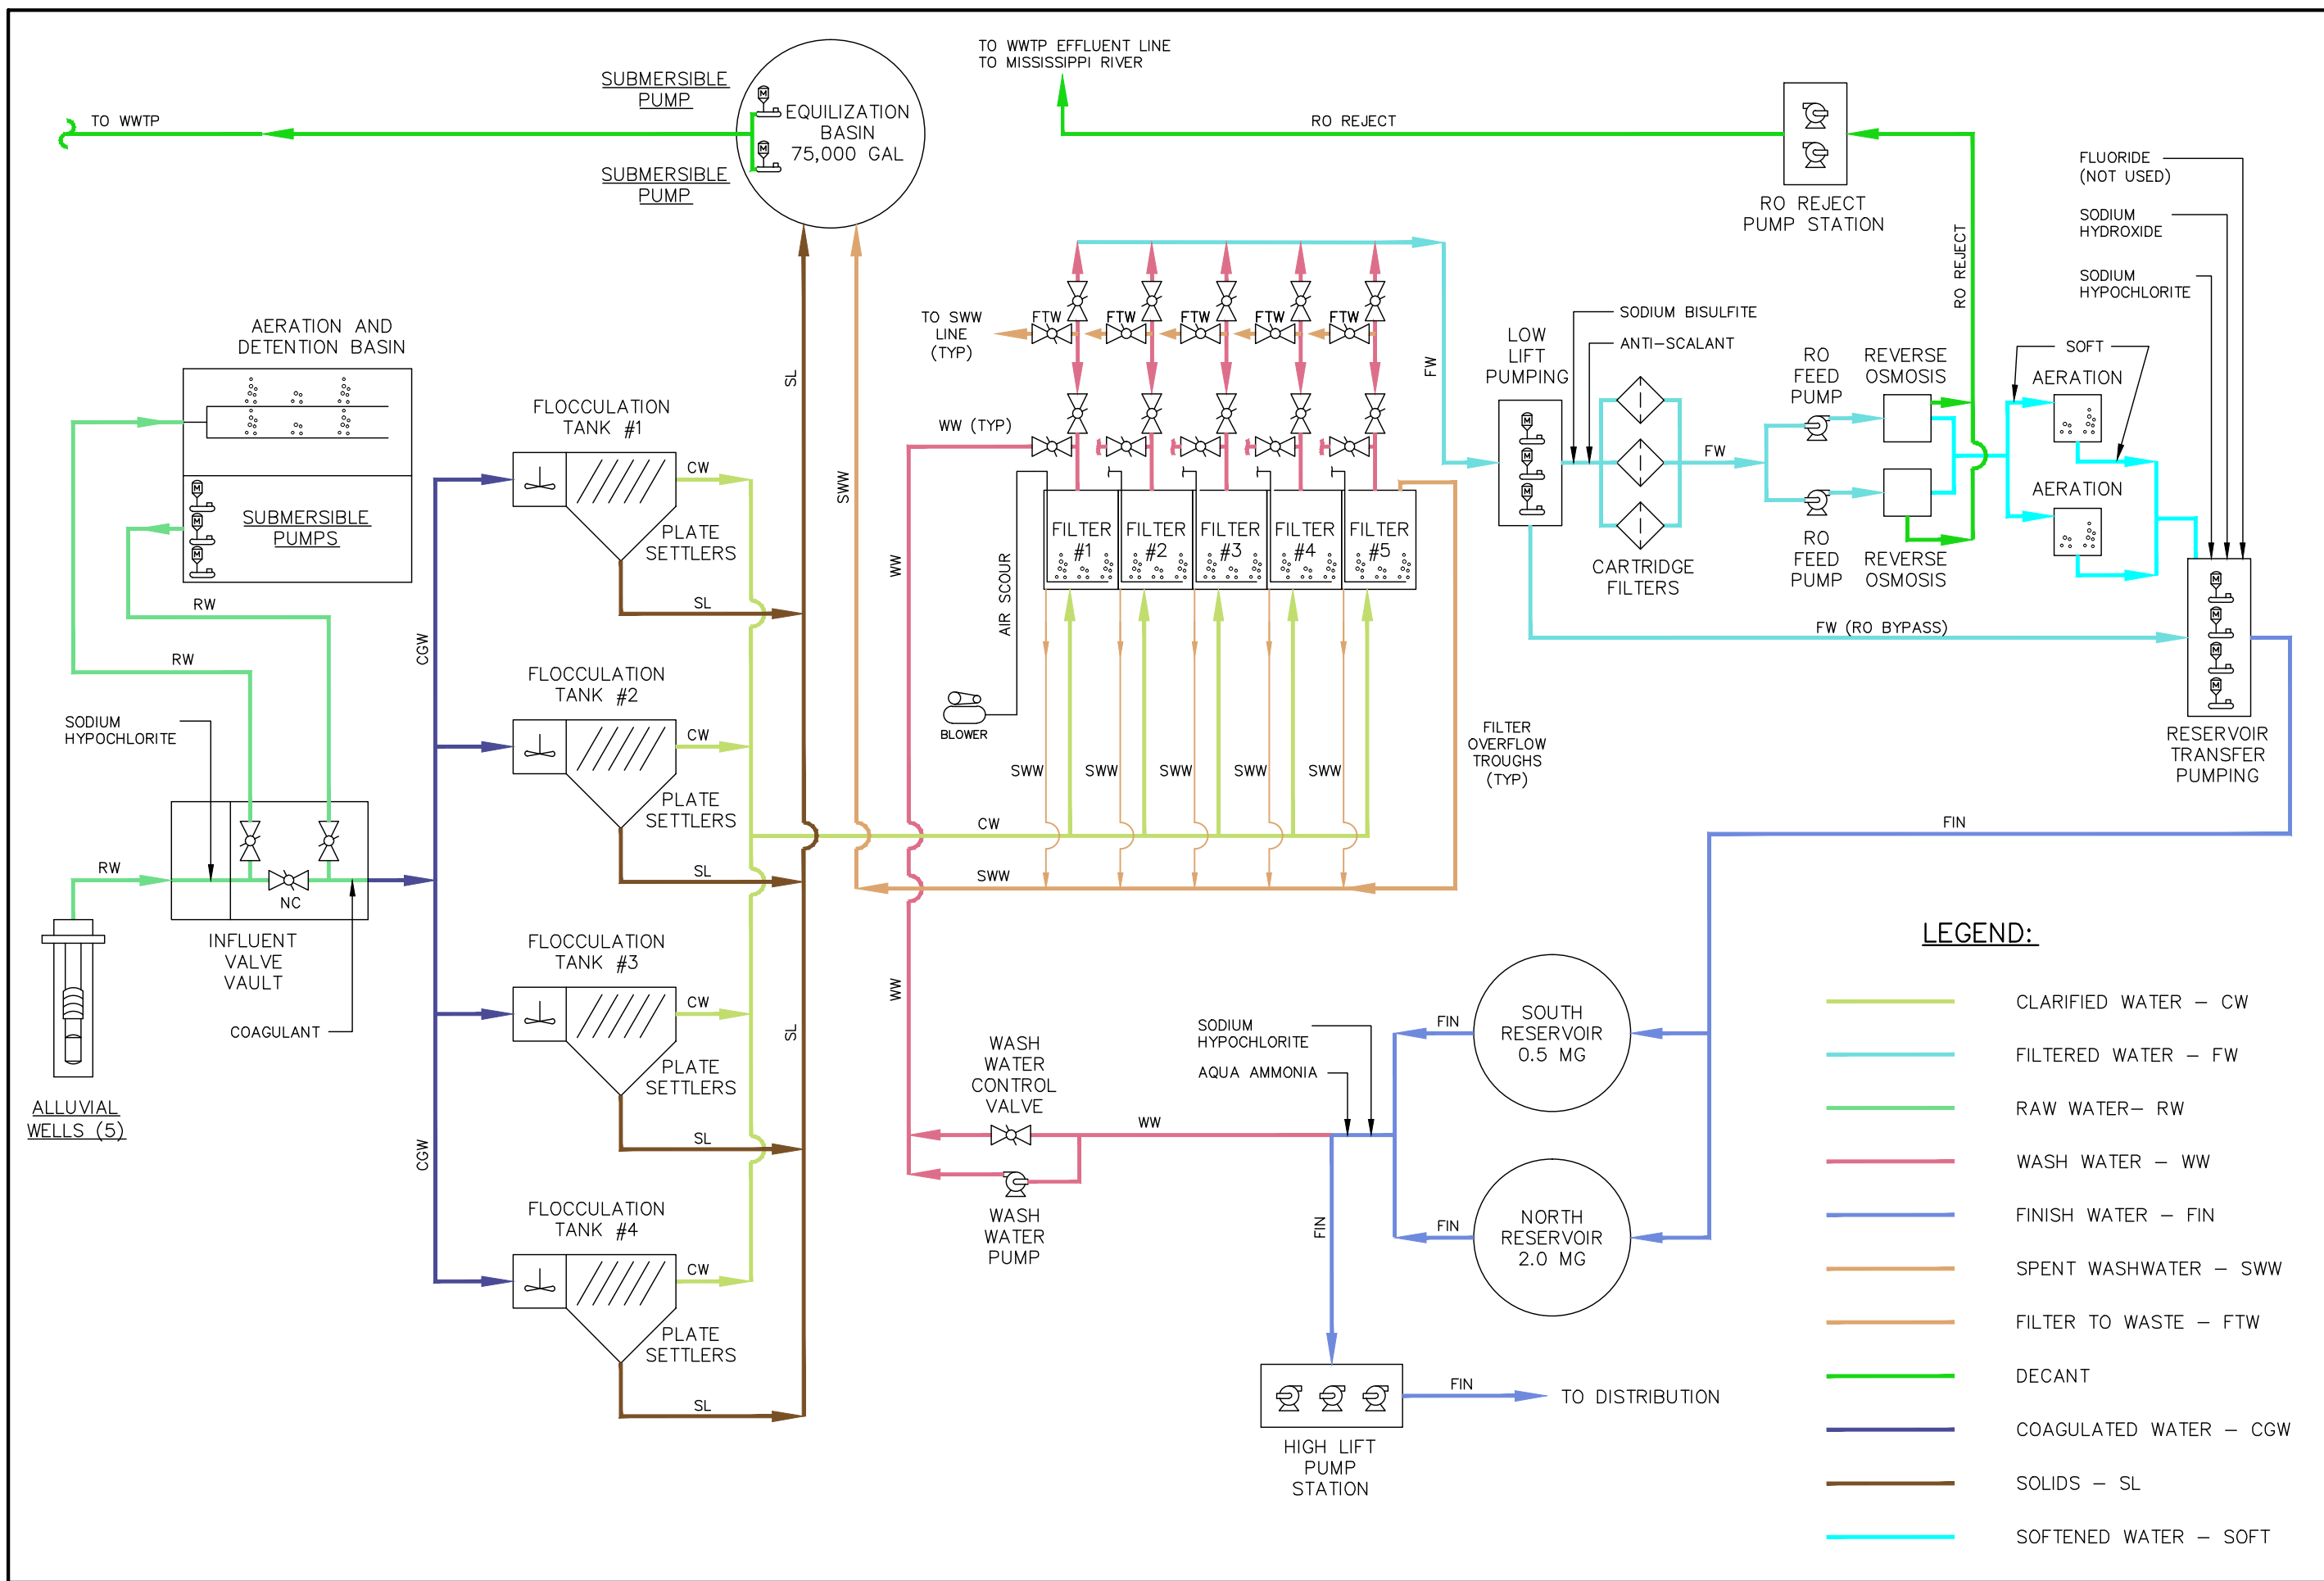 TO WWTP
SUBMERSIBLE
PUMP
SUBMERSIBLE
PUMP
EQUILIZATION
BASIN
75,000 GAL
TO WWTP EFFLUENT LINE
TO MISSISSIPPI RIVER
RO REJECT
RO REJECT
PUMP STATION
RO REJECT
FLUORIDE
(NOT USED)
SODIUM
HYDROXIDE
SODIUM
HYPOCHLORITE
AERATION AND
DETENTION BASIN
SUBMERSIBLE
PUMPS
RW
RW
SODIUM
HYPOCHLORITE
RW
NC
INFLUENT
VALVE
VAULT
COAGULANT
ALLUVIAL
WELLS (5)
CGW
CGW
FLOCCULATION
TANK #1
CW
PLATE
SETTLERS
SL
FLOCCULATION
TANK #2
CW
PLATE
SETTLERS
SL
FLOCCULATION
TANK #3
CW
PLATE
SETTLERS
SL
FLOCCULATION
TANK #4
CW
PLATE
SETTLERS
SL
SL
SL
SWW
TO SWW
LINE
(TYP)
FTW
FTW
FTW
FTW
FTW
WW (TYP)
WW
WW
FW
AIR SCOUR
BLOWER
FILTER
#1
FILTER
#2
FILTER
#3
FILTER
#4
FILTER
#5
SWW
SWW
SWW
SWW
SWW
CW
SWW
FILTER
OVERFLOW
TROUGHS
(TYP)
LOW
LIFT
PUMPING
SODIUM BISULFITE
ANTI-SCALANT
CARTRIDGE
FILTERS
FW
RO
FEED
PUMP
REVERSE
OSMOSIS
RO
FEED
PUMP
REVERSE
OSMOSIS
SOFT
AERATION
AERATION
FW (RO BYPASS)
RESERVOIR
TRANSFER
PUMPING
FIN
SOUTH
RESERVOIR
0.5 MG
FIN
NORTH
RESERVOIR
2.0 MG
FIN
SODIUM
HYPOCHLORITE
AQUA AMMONIA
WASH
WATER
CONTROL
VALVE
WW
WASH
WATER
PUMP
FIN
HIGH LIFT
PUMP
STATION
FIN
TO DISTRIBUTION
LEGEND:
CLARIFIED WATER – CW
FILTERED WATER – FW
RAW WATER– RW
WASH WATER – WW
FINISH WATER – FIN
SPENT WASHWATER – SWW
FILTER TO WASTE – FTW
DECANT
COAGULATED WATER – CGW
SOLIDS – SL
SOFTENED WATER – SOFT